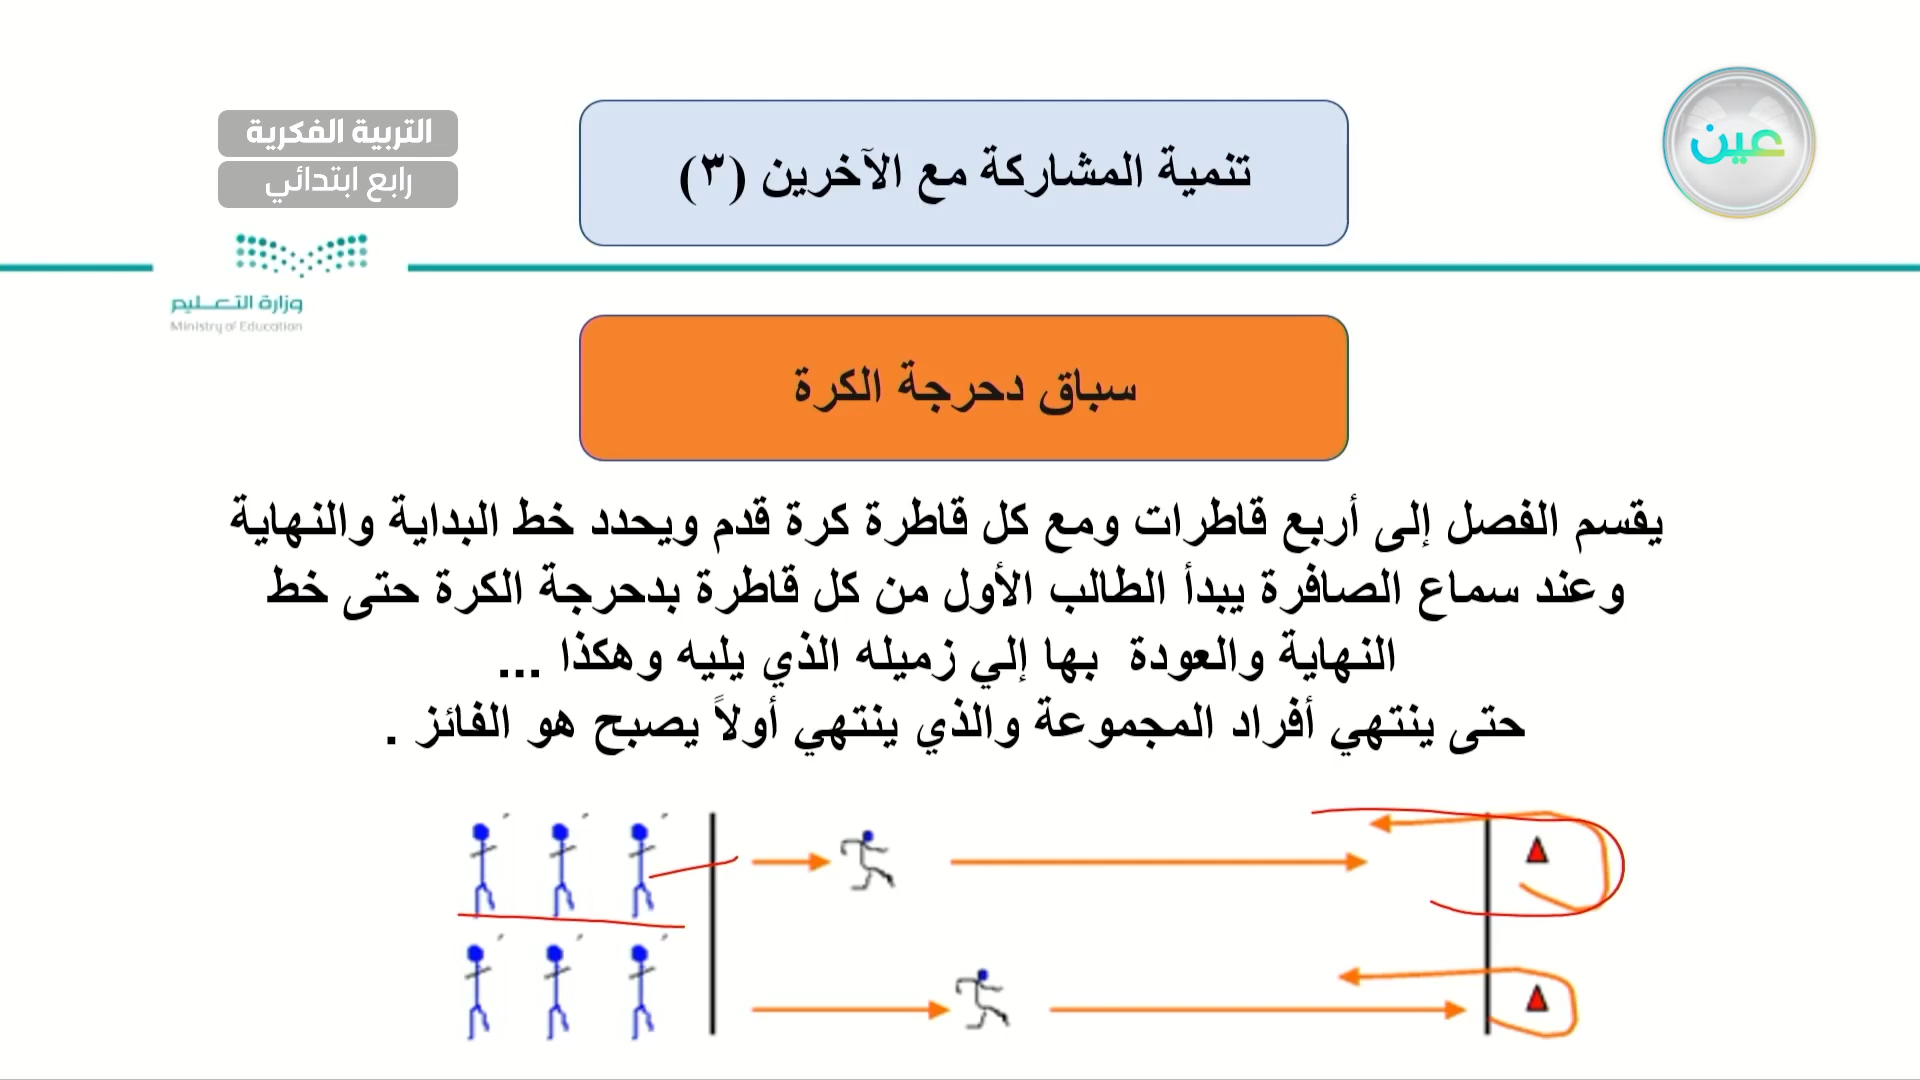 التربية الفكرية
رابع ابتدائي
تنمية المشاركة مع الآخرين (٣)
عين
وزارة التعليم
Ministry of Education
سباق دحرجة الكرة
يقسم الفصل إلى أربع قاطرات ومع كل قاطرة كرة قدم ويحدد خط البداية والنهاية
وعند سماع الصافرة يبدأ الطالب الأول من كل قاطرة بدحرجة الكرة حتى خط
النهاية والعودة بها إلي زميله الذي يليه وهكذا ...
حتى ينتهي أفراد المجموعة والذي ينتهي أولاً يصبح هو الفائز .